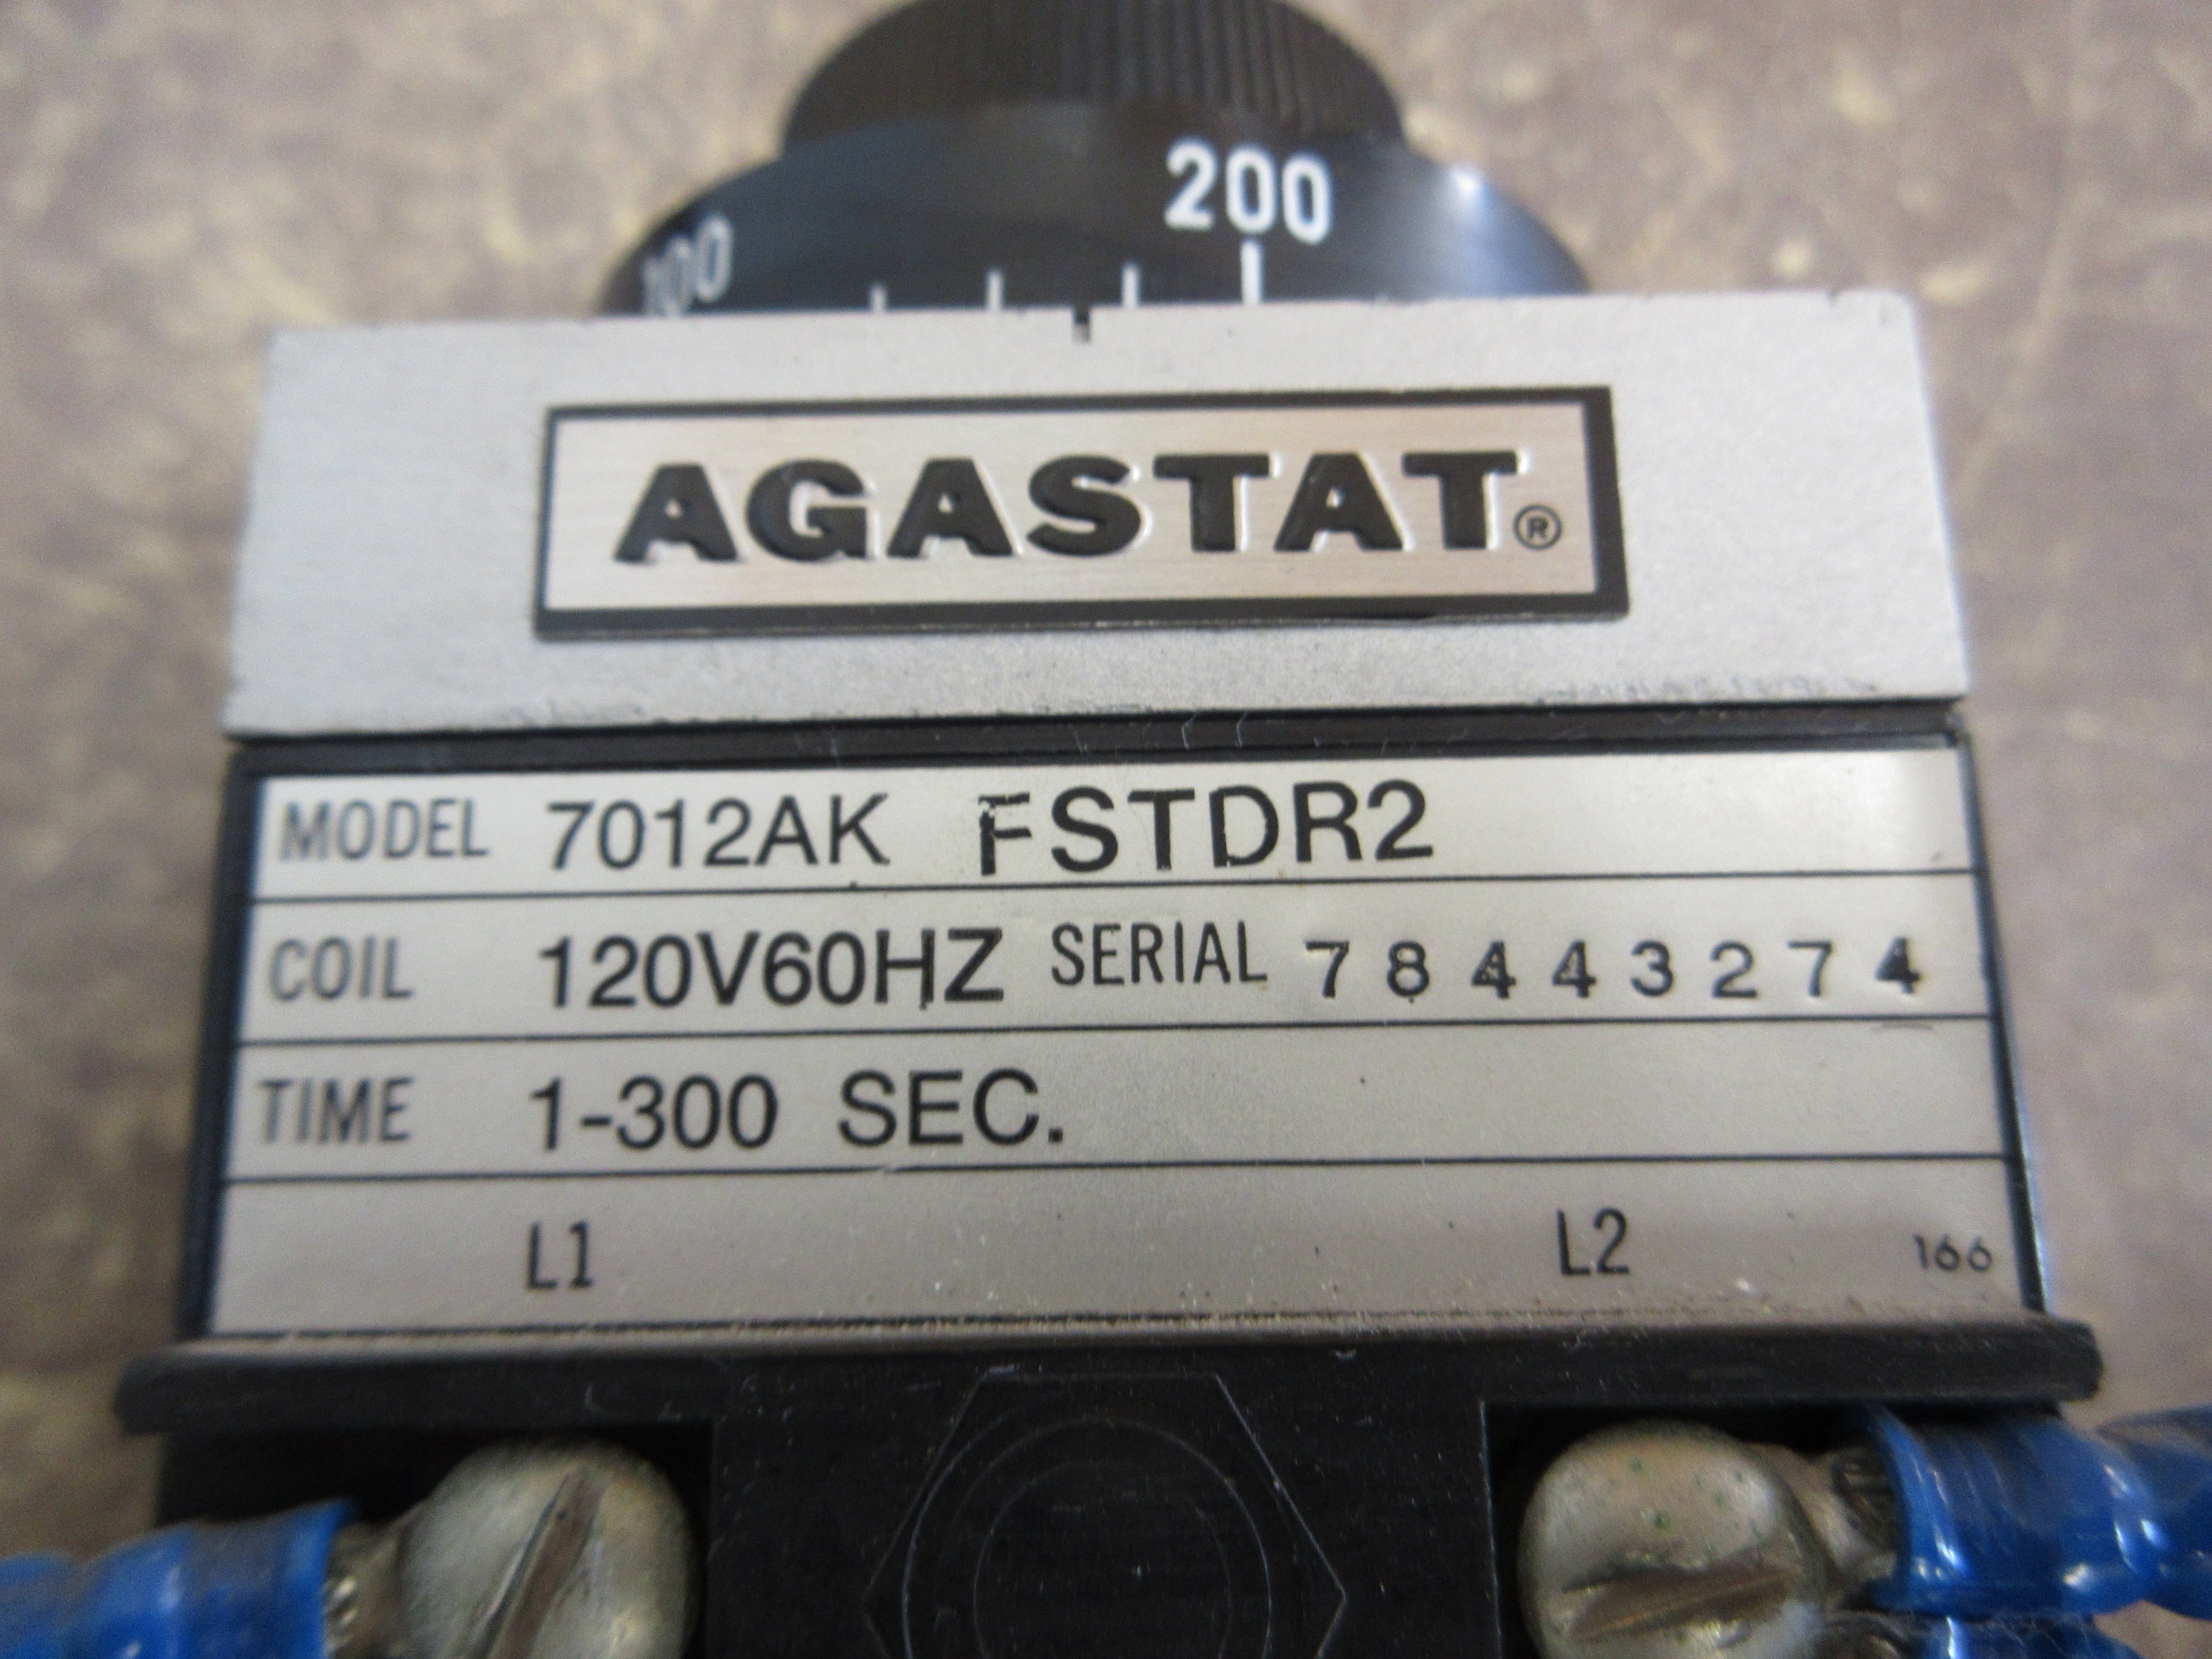 200
100
AGASTAT®
MODEL 7012AK FSTDR2
COIL 120V60HZ SERIAL 78443274
TIME 1-300 SEC.
L1 L2 166